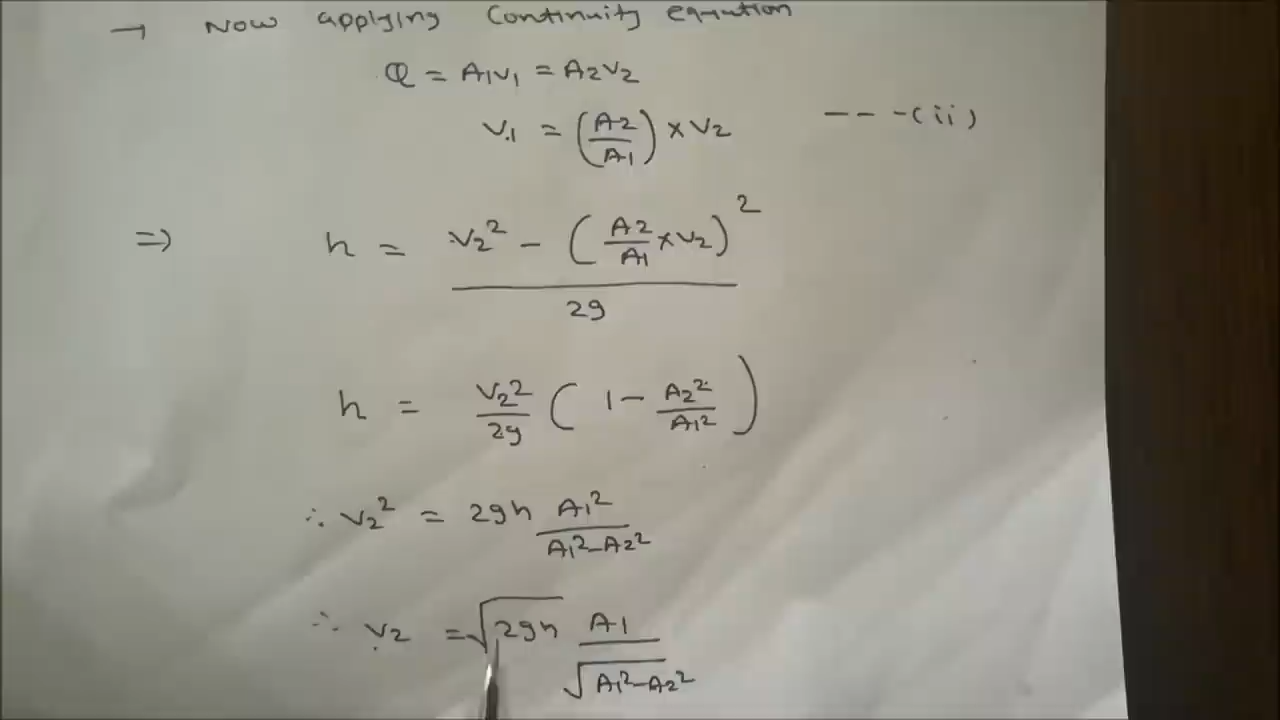 → Now applying Continuity equation
Q = A1V1 = A2V2
V1 = (A2/A1) × V2 --- (ii)
⇒ h = (V2² - (A2/A1 × V2)²)/2g
h = V2²/2g (1 - A2²/A1²)
∴ V2² = 2gh A1²/(A1²-A2²)
∴ V2 = √2gh A1/√(A1²-A2²)